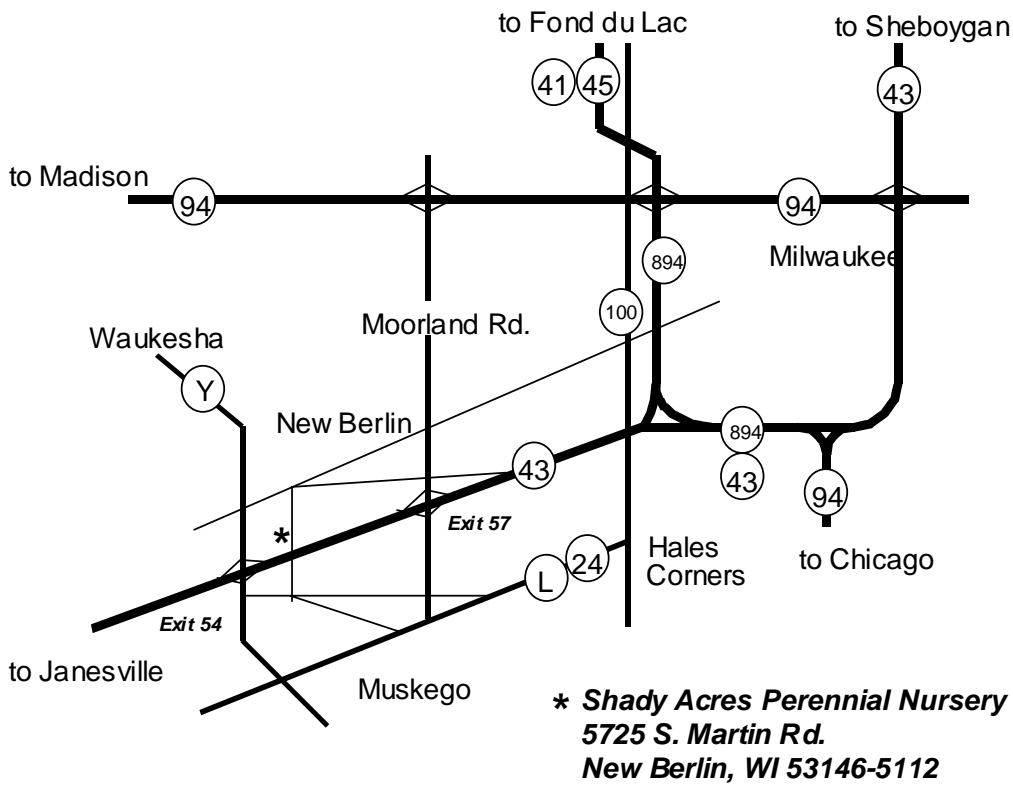 to Fond du Lac
to Sheboygan
41
45
43
to Madison
94
94
Milwaukee
894
100
Moorland Rd.
Waukesha
Y
New Berlin
894
43
43
94
Exit 57
24
L
Hales
Corners
to Chicago
*
Exit 54
to Janesville
Muskego
* Shady Acres Perennial Nursery
5725 S. Martin Rd.
New Berlin, WI 53146-5112